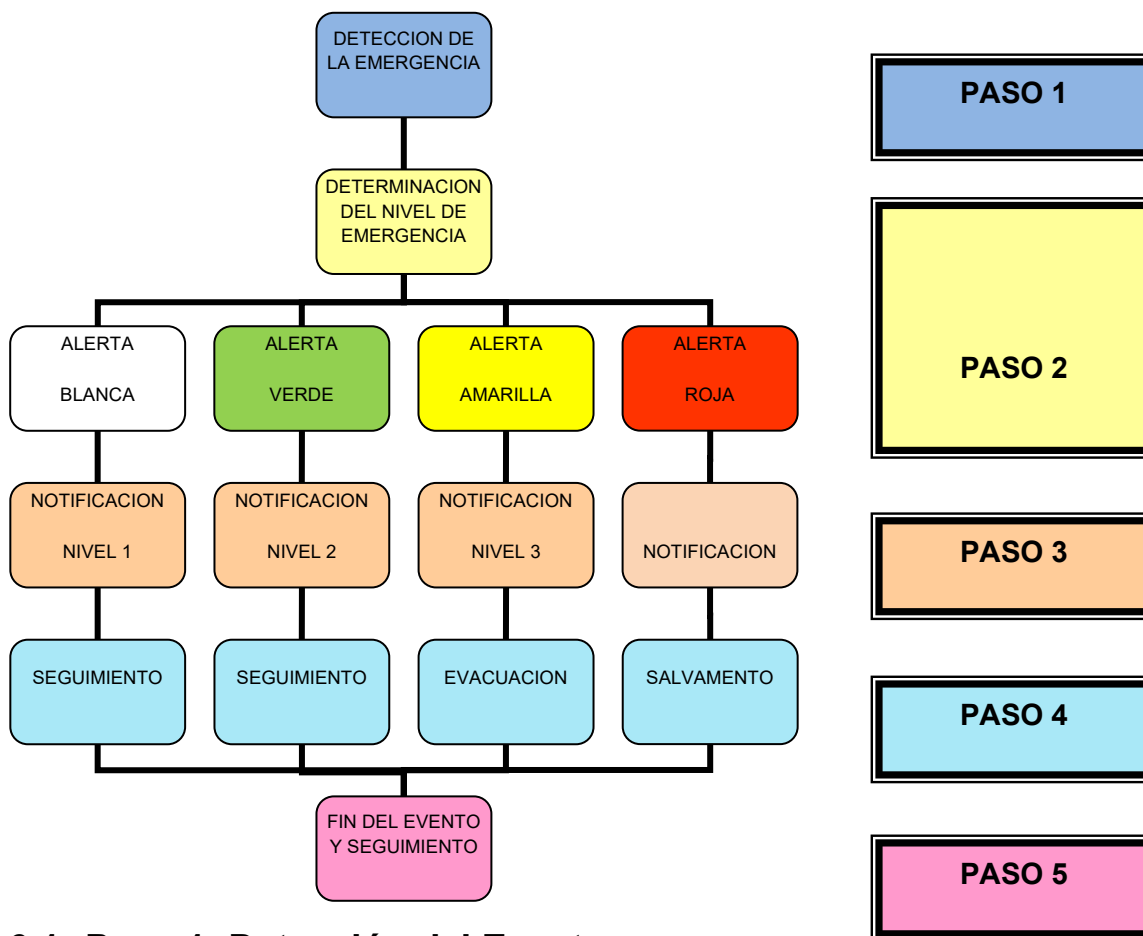 DETECCION DE
LA EMERGENCIA
PASO 1
DETERMINACION
DEL NIVEL DE
EMERGENCIA
ALERTA
BLANCA
ALERTA
VERDE
ALERTA
AMARILLA
ALERTA
ROJA
PASO 2
NOTIFICACION
NIVEL 1
NOTIFICACION
NIVEL 2
NOTIFICACION
NIVEL 3
NOTIFICACION
PASO 3
SEGUIMIENTO
SEGUIMIENTO
EVACUACION
SALVAMENTO
PASO 4
FIN DEL EVENTO
Y SEGUIMIENTO
PASO 5